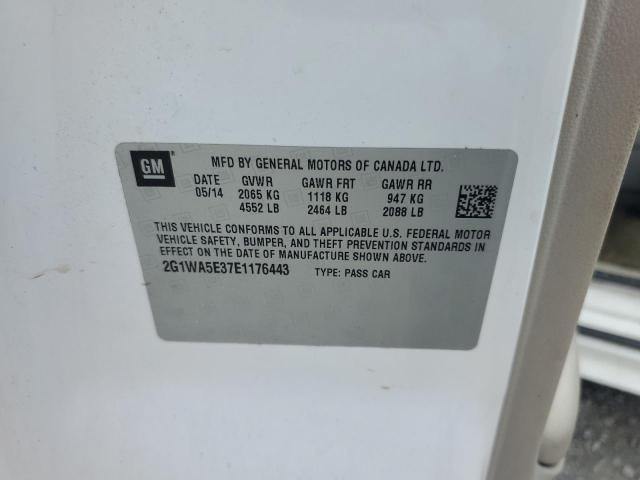 GM
MFD BY GENERAL MOTORS OF CANADA LTD.
DATE GVWR GAWR FRT GAWR RR
05/14 2065 KG 1118 KG 947 KG
4552 LB 2464 LB 2088 LB
THIS VEHICLE CONFORMS TO ALL APPLICABLE U.S. FEDERAL MOTOR
VEHICLE SAFETY, BUMPER, AND THEFT PREVENTION STANDARDS IN
EFFECT ON THE DATE OF MANUFACTURE SHOWN ABOVE.
2G1WA5E37E1176443 TYPE: PASS CAR